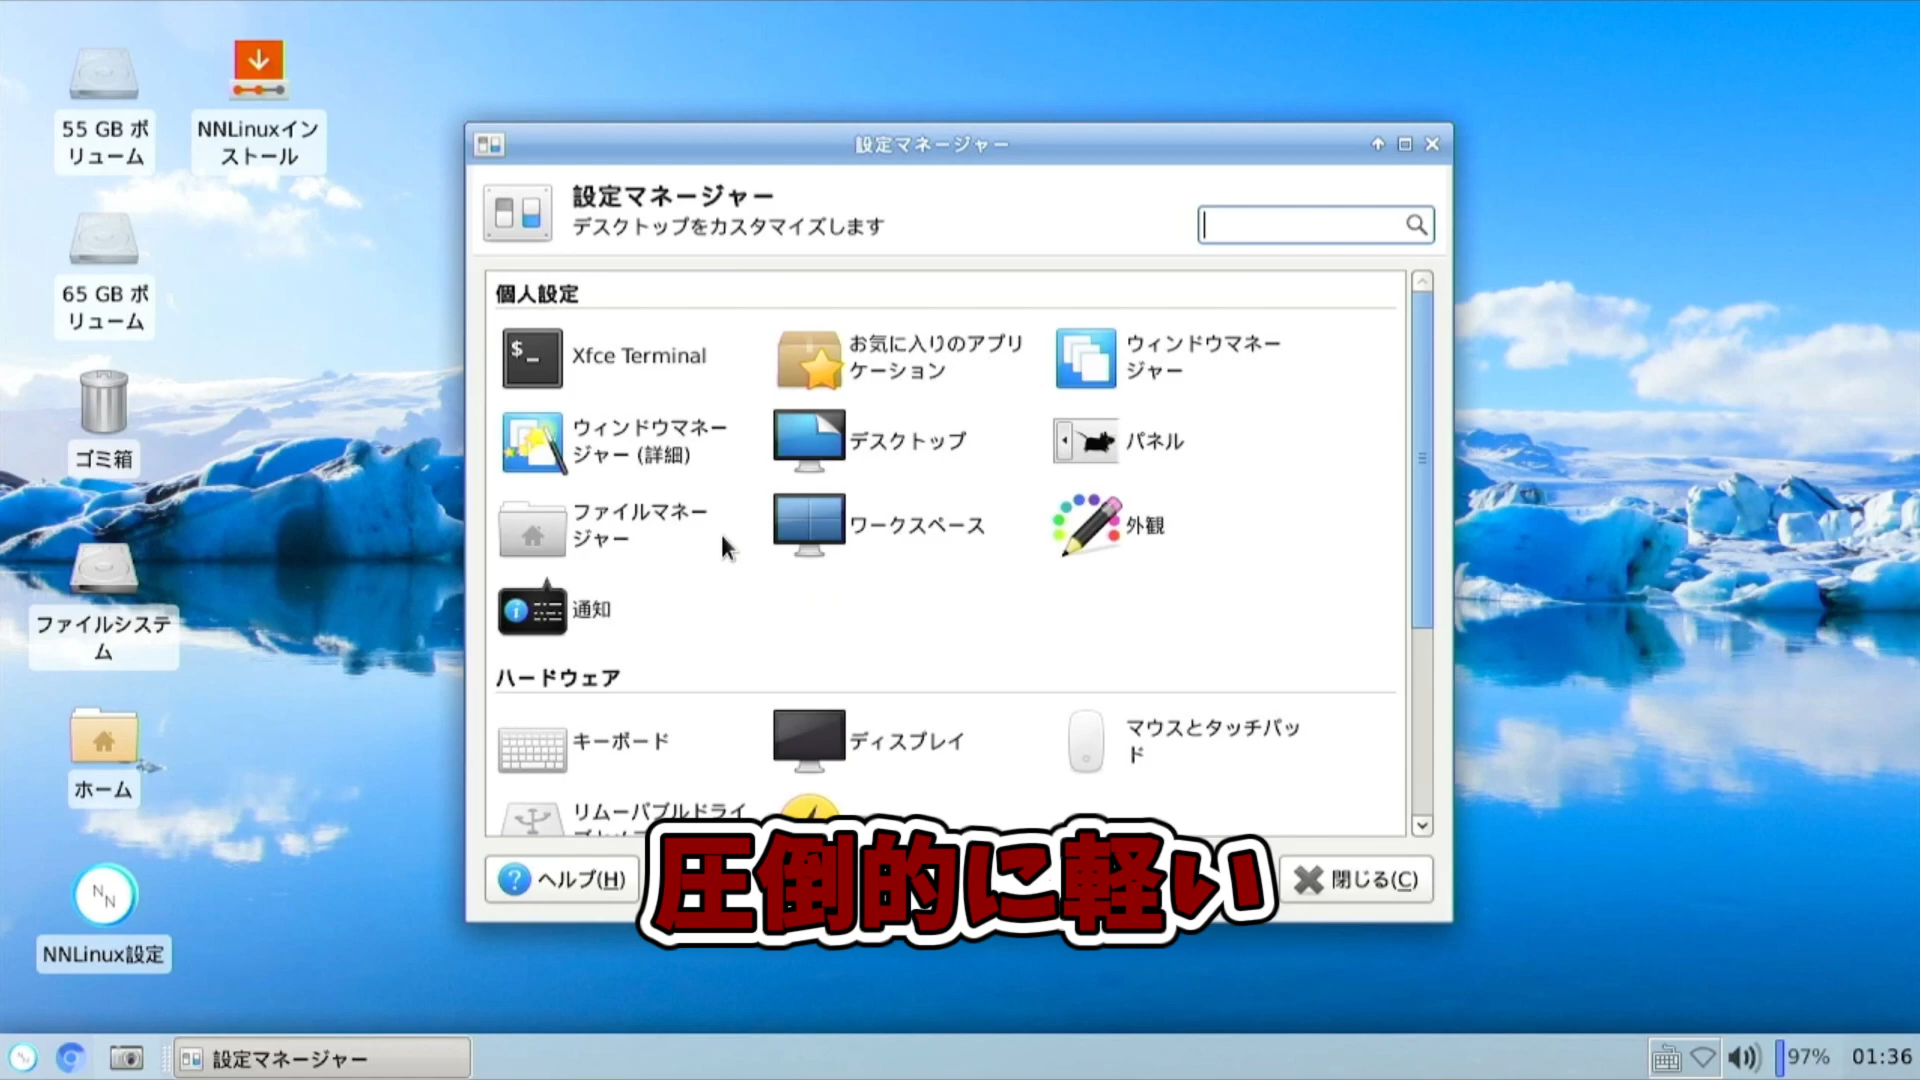 55 GB ボ
リューム
NNLinuxイン
ストール
65 GB ボ
リューム
ゴミ箱
ファイルシステ
ム
ホーム
N
N
NNLinux設定
設定マネージャー
設定マネージャー
デスクトップをカスタマイズします
個人設定
$_
Xfce Terminal
お気に入りのアプリ
ケーション
ウィンドウマネー
ジャー
ウィンドウマネー
ジャー (詳細)
デスクトップ
パネル
ファイルマネー
ジャー
ワークスペース
外観
通知
ハードウェア
キーボード
ディスプレイ
マウスとタッチパッ
ド
リムーバブルドライ
ヘルプ(H)
圧倒的に軽い
閉じる(C)
設定マネージャー
97%
01:36